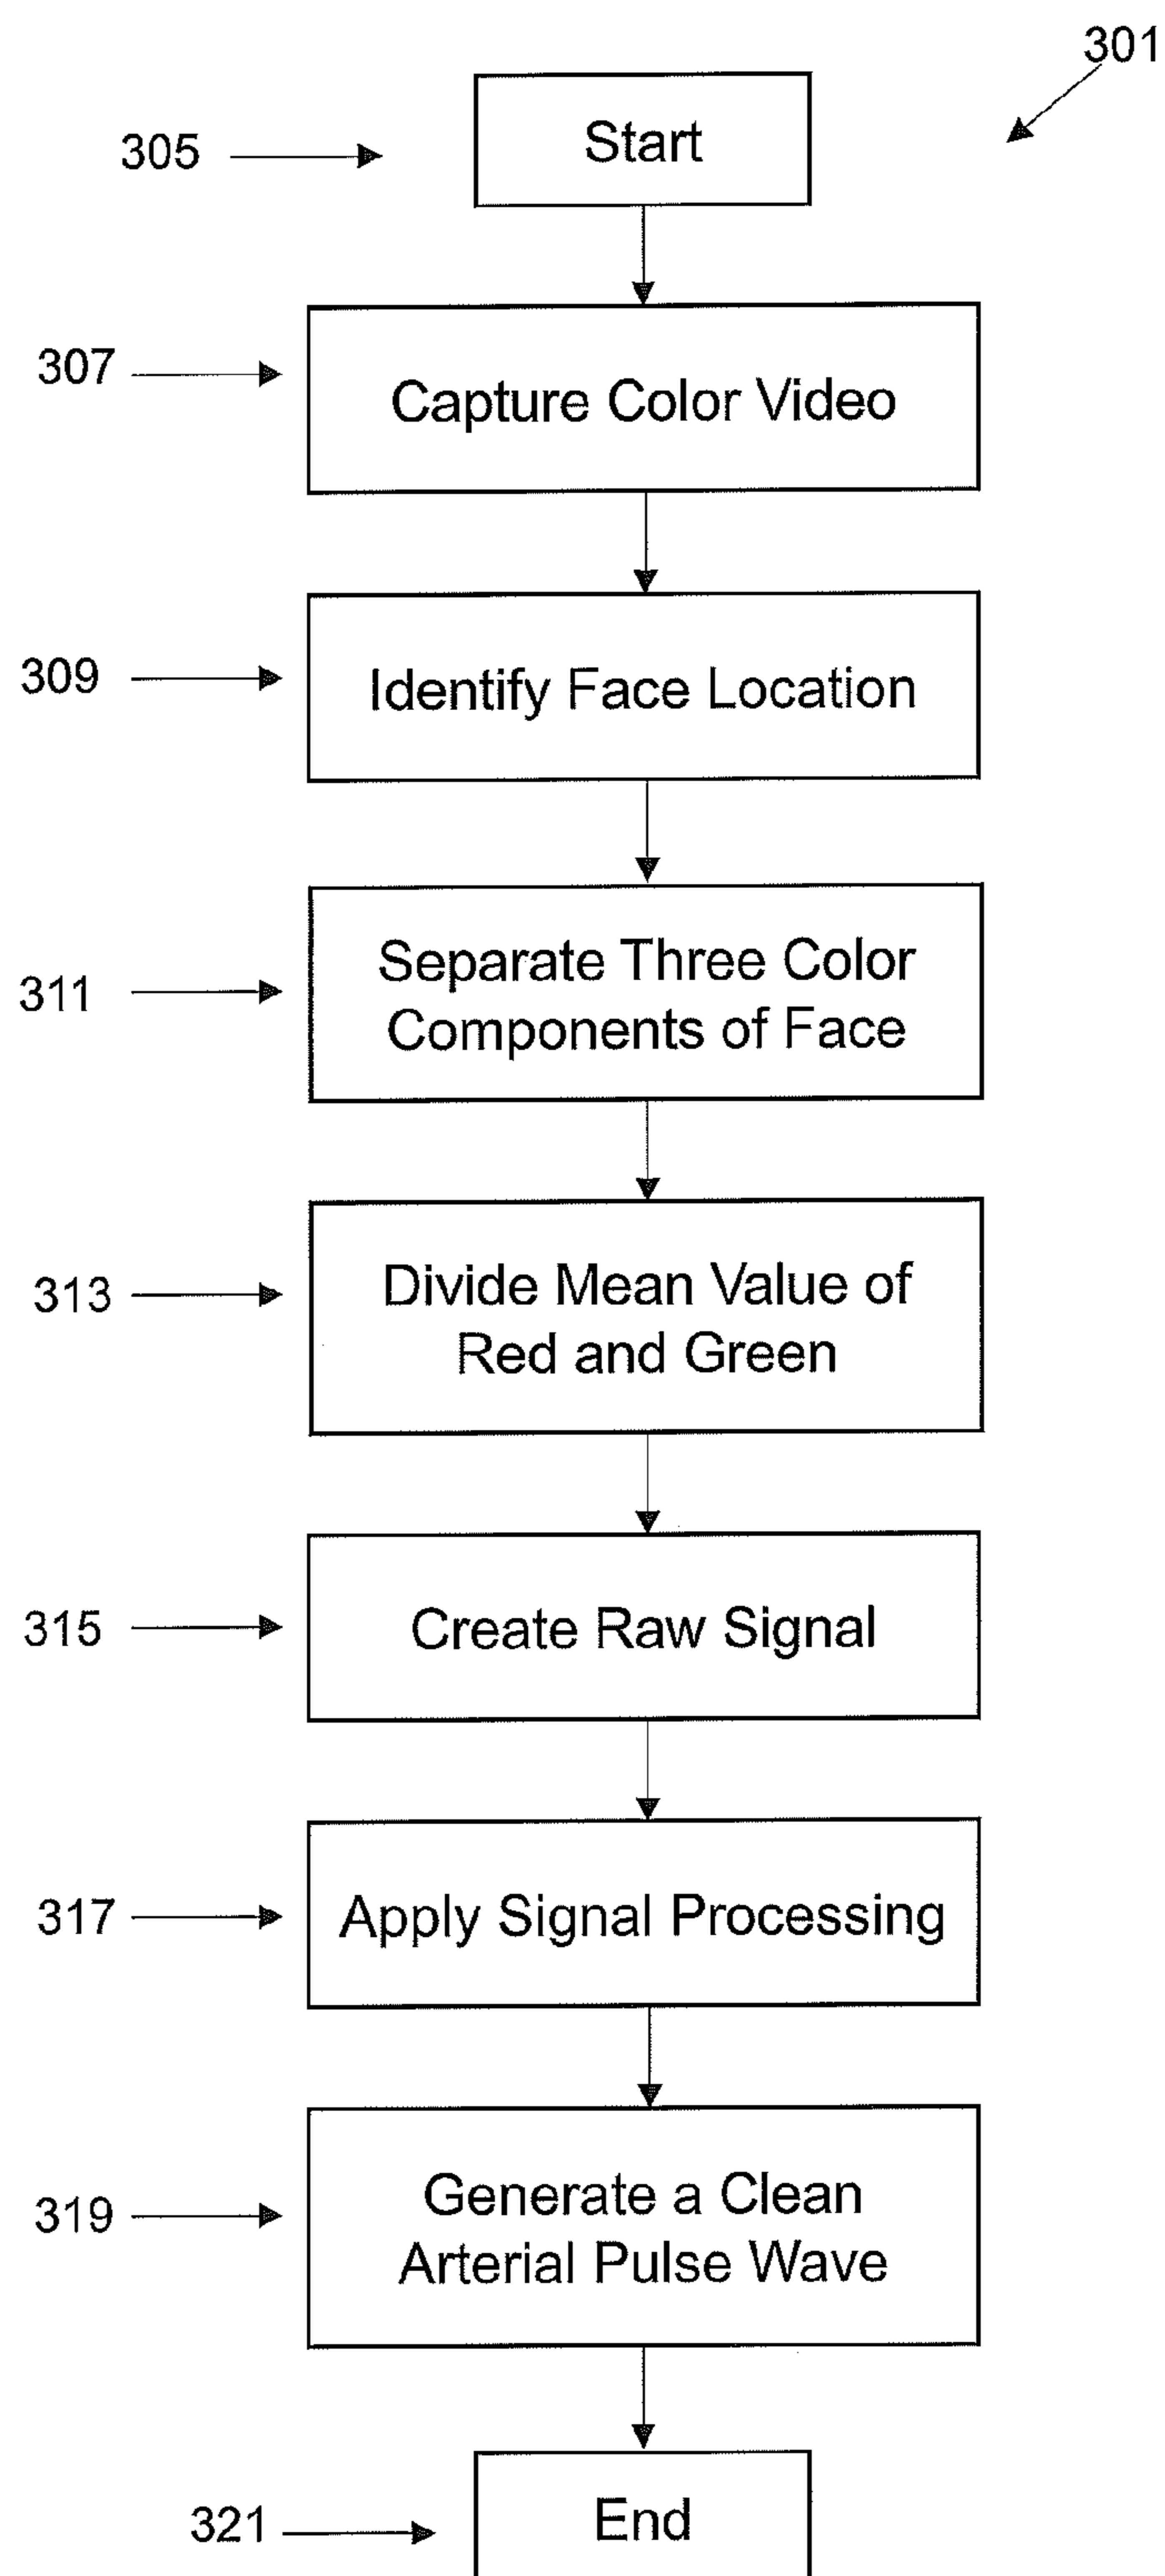 301
305
Start
307
Capture Color Video
309
Identify Face Location
311
Separate Three Color
Components of Face
313
Divide Mean Value of
Red and Green
315
Create Raw Signal
317
Apply Signal Processing
319
Generate a Clean
Arterial Pulse Wave
321
End